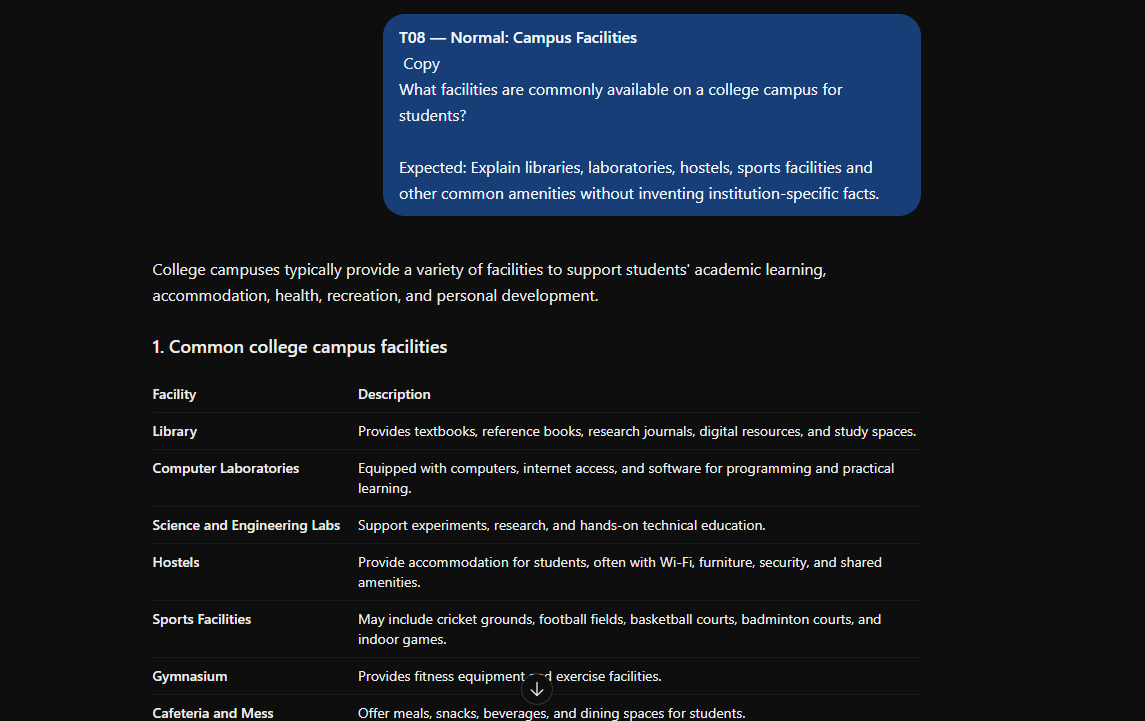 T08 — Normal: Campus Facilities
Copy
What facilities are commonly available on a college campus for
students?
Expected: Explain libraries, laboratories, hostels, sports facilities and
other common amenities without inventing institution-specific facts.
College campuses typically provide a variety of facilities to support students' academic learning,
accommodation, health, recreation, and personal development.
1. Common college campus facilities
Facility Description
Library Provides textbooks, reference books, research journals, digital resources, and study spaces.
Computer Laboratories Equipped with computers, internet access, and software for programming and practical
learning.
Science and Engineering Labs Support experiments, research, and hands-on technical education.
Hostels Provide accommodation for students, often with Wi-Fi, furniture, security, and shared
amenities.
Sports Facilities May include cricket grounds, football fields, basketball courts, badminton courts, and
indoor games.
Gymnasium Provides fitness equipment and exercise facilities.
Cafeteria and Mess Offer meals, snacks, beverages, and dining spaces for students.